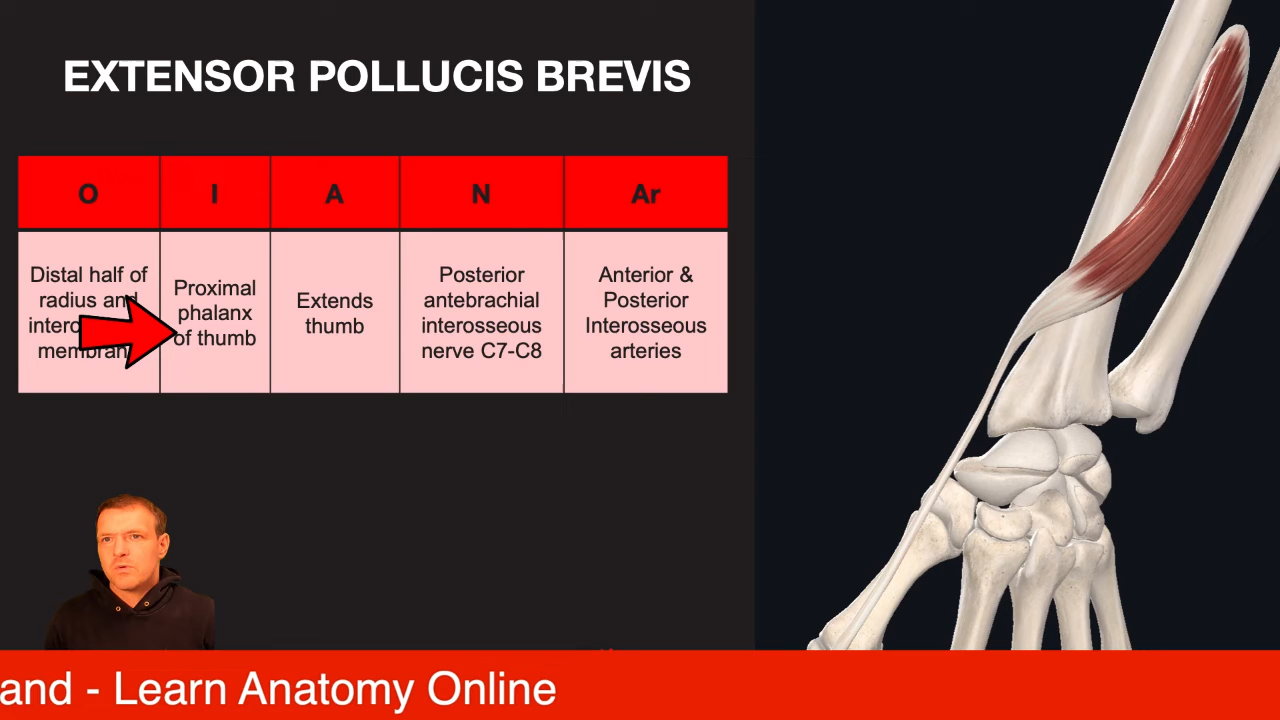 EXTENSOR POLLUCIS BREVIS
O
I
A
N
Ar
Distal half of
radius and
membran
Proximal
phalanx
of thumb
Extends
thumb
Posterior
antebrachial
interosseous
nerve C7-C8
Anterior &
Posterior
Interosseous
arteries
and - Learn Anatomy Online